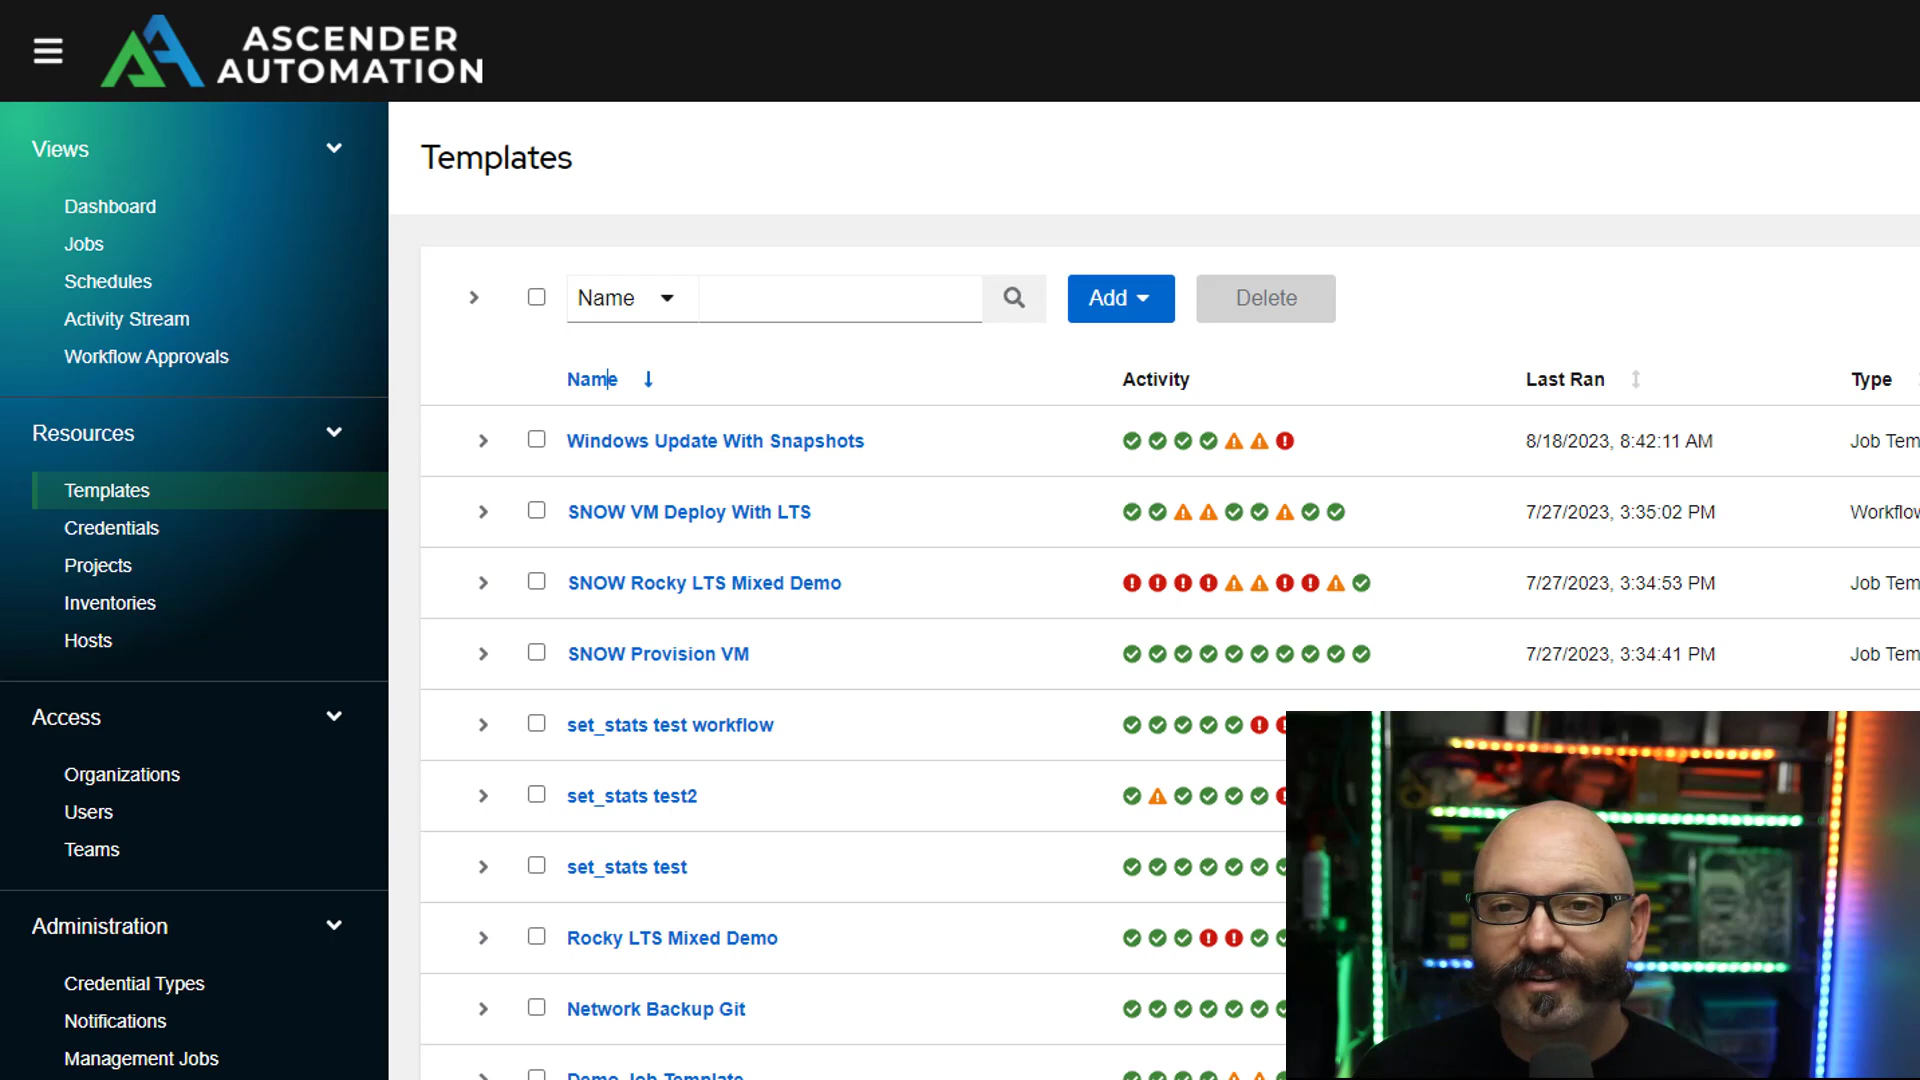 ASCENDER
AUTOMATION
Views
Dashboard
Jobs
Schedules
Activity Stream
Workflow Approvals
Resources
Templates
Credentials
Projects
Inventories
Hosts
Access
Organizations
Users
Teams
Administration
Credential Types
Notifications
Management Jobs
Templates
Name
Add
Delete
Name Activity Last Ran Type
Windows Update With Snapshots 8/18/2023, 8:42:11 AM Job Tem
SNOW VM Deploy With LTS 7/27/2023, 3:35:02 PM Workflow
SNOW Rocky LTS Mixed Demo 7/27/2023, 3:34:53 PM Job Tem
SNOW Provision VM 7/27/2023, 3:34:41 PM Job Tem
set_stats test workflow
set_stats test2
set_stats test
Rocky LTS Mixed Demo
Network Backup Git
Demo Job Template